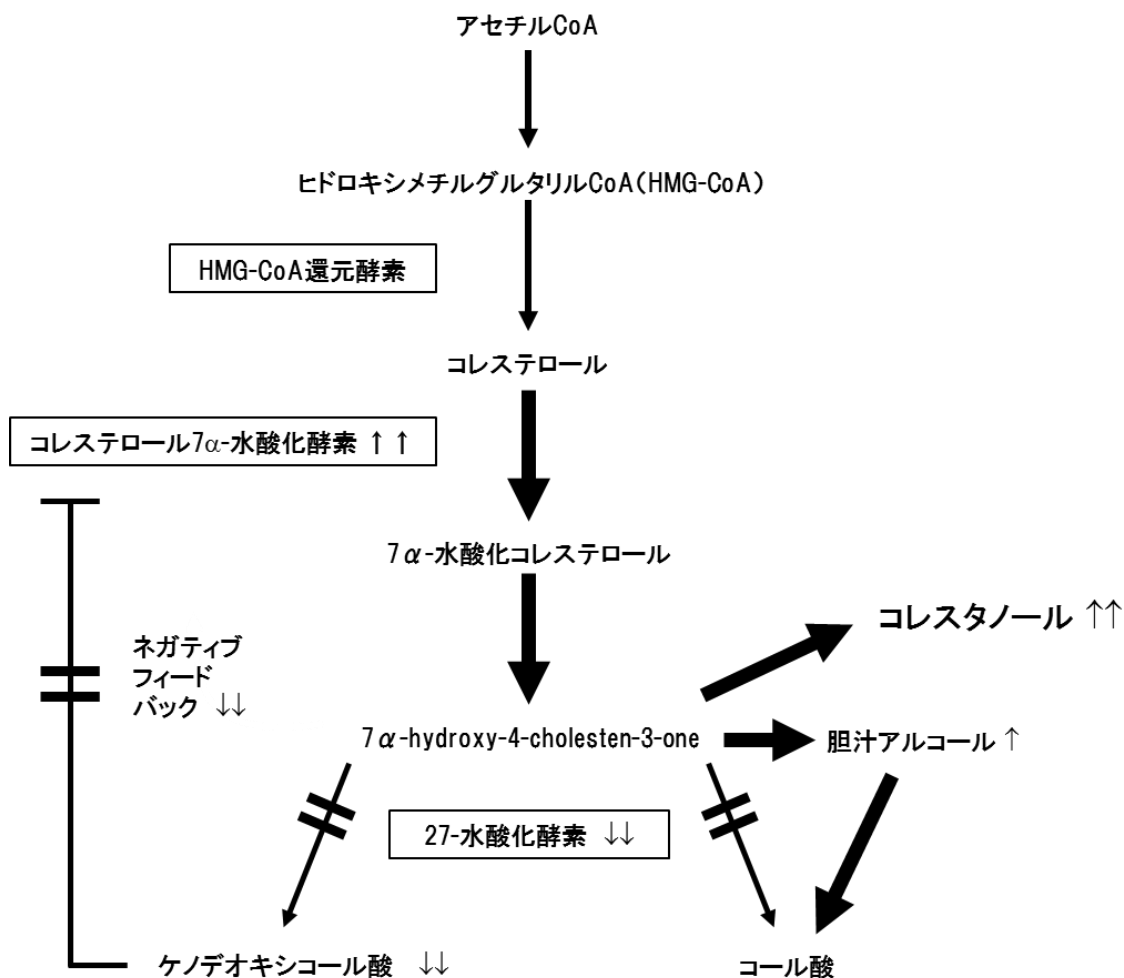 アセチルCoA
ヒドロキシメチルグルタリルCoA(HMG-CoA)
HMG-CoA還元酵素
コレステロール
コレステロール7α-水酸化酵素 ↑ ↑
7α-水酸化コレステロール
コレスタノール ↑↑
ネガティブ
フィード
バック ↓↓
7α-hydroxy-4-cholesten-3-one
胆汁アルコール ↑
27-水酸化酵素 ↓↓
ケノデオキシコール酸 ↓↓
コール酸